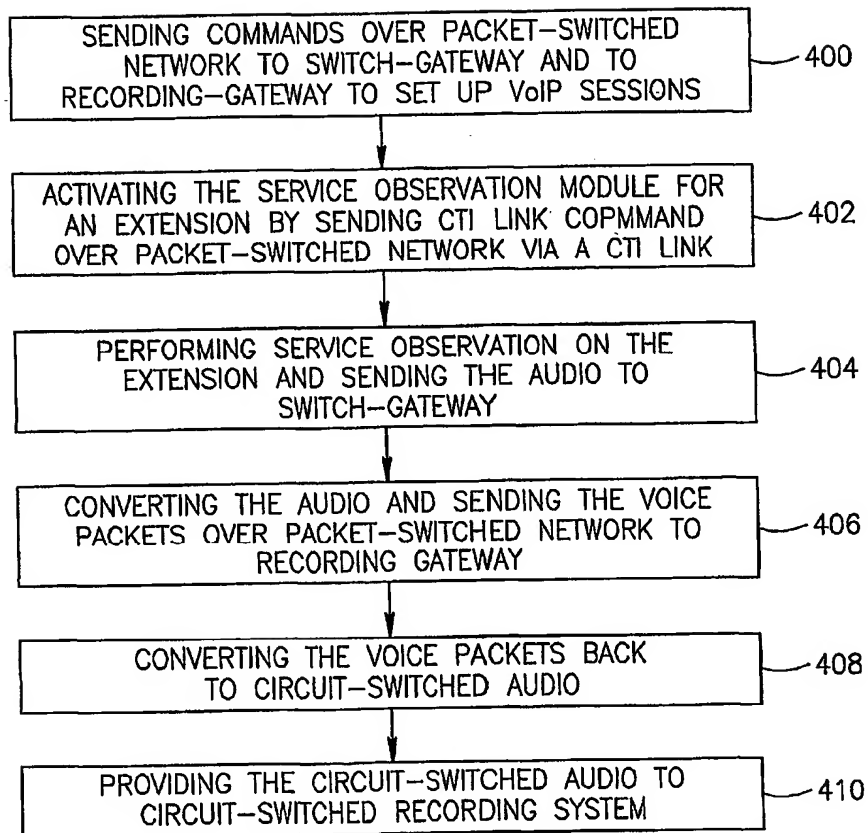 SENDING COMMANDS OVER PACKET-SWITCHED
NETWORK TO SWITCH-GATEWAY AND TO
RECORDING-GATEWAY TO SET UP VoIP SESSIONS
400
ACTIVATING THE SERVICE OBSERVATION MODULE FOR
AN EXTENSION BY SENDING CTI LINK COPMMAND
OVER PACKET-SWITCHED NETWORK VIA A CTI LINK
402
PERFORMING SERVICE OBSERVATION ON THE
EXTENSION AND SENDING THE AUDIO TO
SWITCH-GATEWAY
404
CONVERTING THE AUDIO AND SENDING THE VOICE
PACKETS OVER PACKET-SWITCHED NETWORK TO
RECORDING GATEWAY
406
CONVERTING THE VOICE PACKETS BACK
TO CIRCUIT-SWITCHED AUDIO
408
PROVIDING THE CIRCUIT-SWITCHED AUDIO TO
CIRCUIT-SWITCHED RECORDING SYSTEM
410